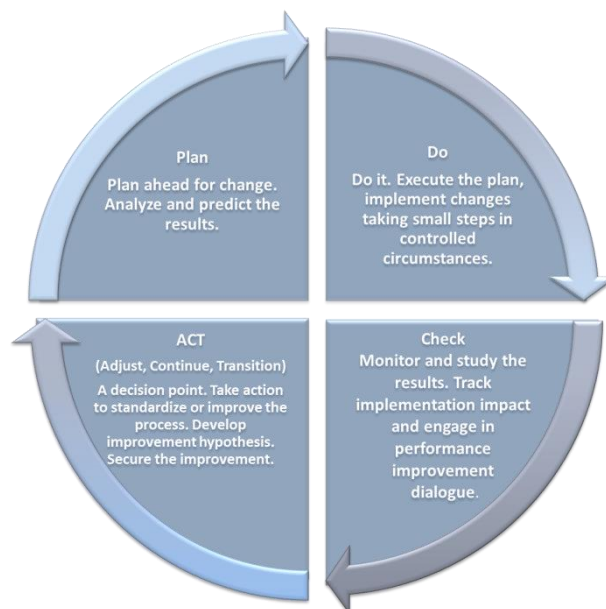 Plan
Plan ahead for change.
Analyze and predict the
results.
Do
Do it. Execute the plan,
implement changes
taking small steps in
controlled
circumstances.
ACT
(Adjust, Continue, Transition)
A decision point. Take action
to standardize or improve the
process. Develop
improvement hypothesis.
Secure the improvement.
Check
Monitor and study the
results. Track
implementation impact
and engage in
performance
improvement
dialogue.